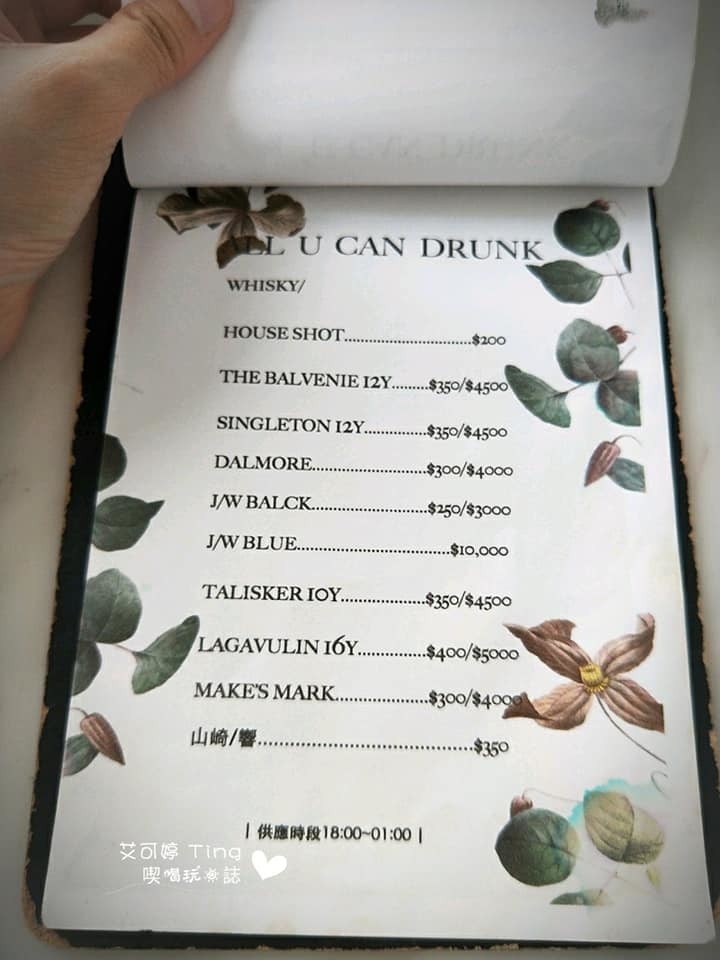 ALL U CAN DRUNK
WHISKY/
HOUSE SHOT..............................$200
THE BALVENIE 12Y.........$350/$4500
SINGLETON 12Y...............$350/$4500
DALMORE...........................$300/$4000
J/W BALCK...........................$250/$3000
J/W BLUE....................................$10,000
TALISKER 10Y....................$350/$4500
LAGAVULIN 16Y................$400/$5000
MAKE'S MARK......................$300/$4000
山崎/響.......................................$350
| 供應時段18:00~01:00 |
艾可婷 Ting
喫喝玩樂誌